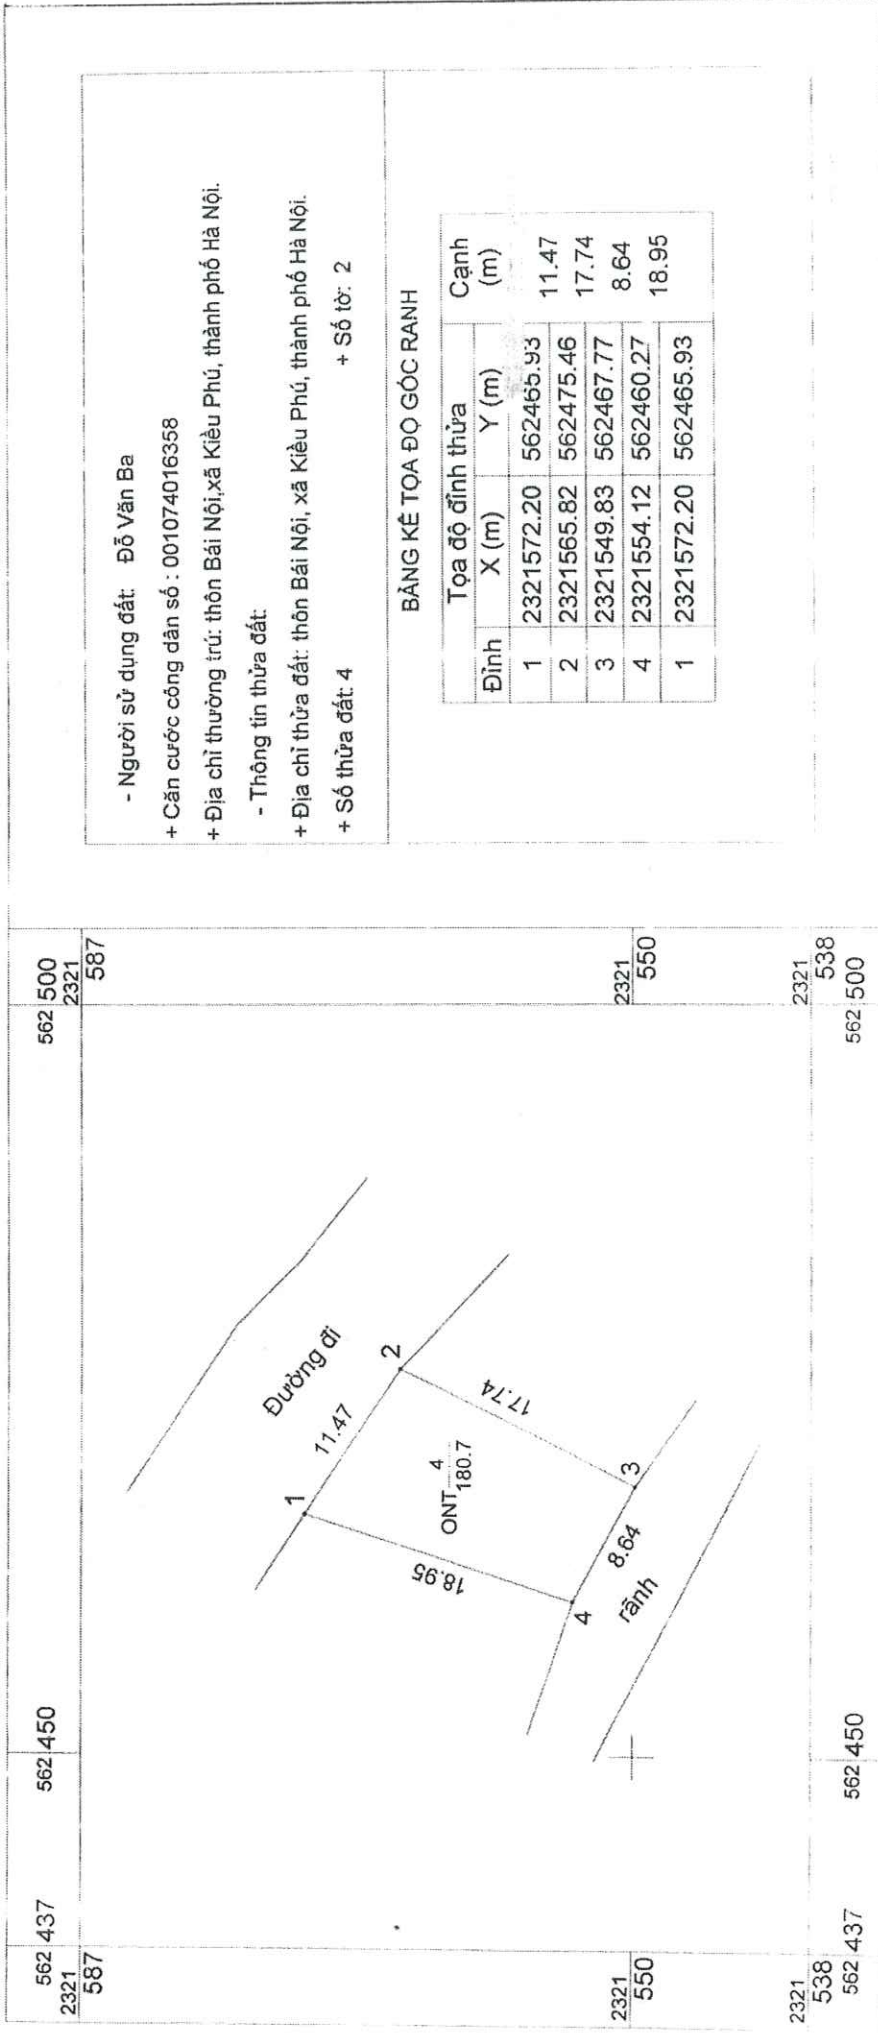 562 437
562 450
562 500
2321
587
2321
587
1
Đường đi
11.47
2
ONT 4
180.7
18.95
17.74
4
8.64
3
rãnh
2321
550
2321
550
2321
538
2321
538
562 437
562 450
562 500
- Người sử dụng đất: Đỗ Văn Ba
+ Căn cước công dân số : 001074016358
+ Địa chỉ thường trú: thôn Bái Nội,xã Kiều Phú, thành phố Hà Nội.
- Thông tin thửa đất:
+ Địa chỉ thửa đất: thôn Bái Nội, xã Kiều Phú, thành phố Hà Nội.
+ Số thửa đất: 4 + Số tờ: 2
BẢNG KÊ TỌA ĐỘ GÓC RANH
Tọa độ đỉnh thửa Cạnh
Đỉnh X (m) Y (m) (m)
1 2321572.20 562465.93
11.47
2 2321565.82 562475.46
17.74
3 2321549.83 562467.77
8.64
4 2321554.12 562460.27
18.95
1 2321572.20 562465.93